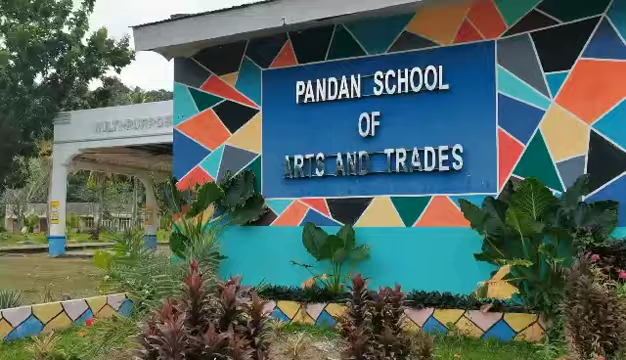 MULTI-PURPOSE
PANDAN SCHOOL
OF
ARTS AND TRADES